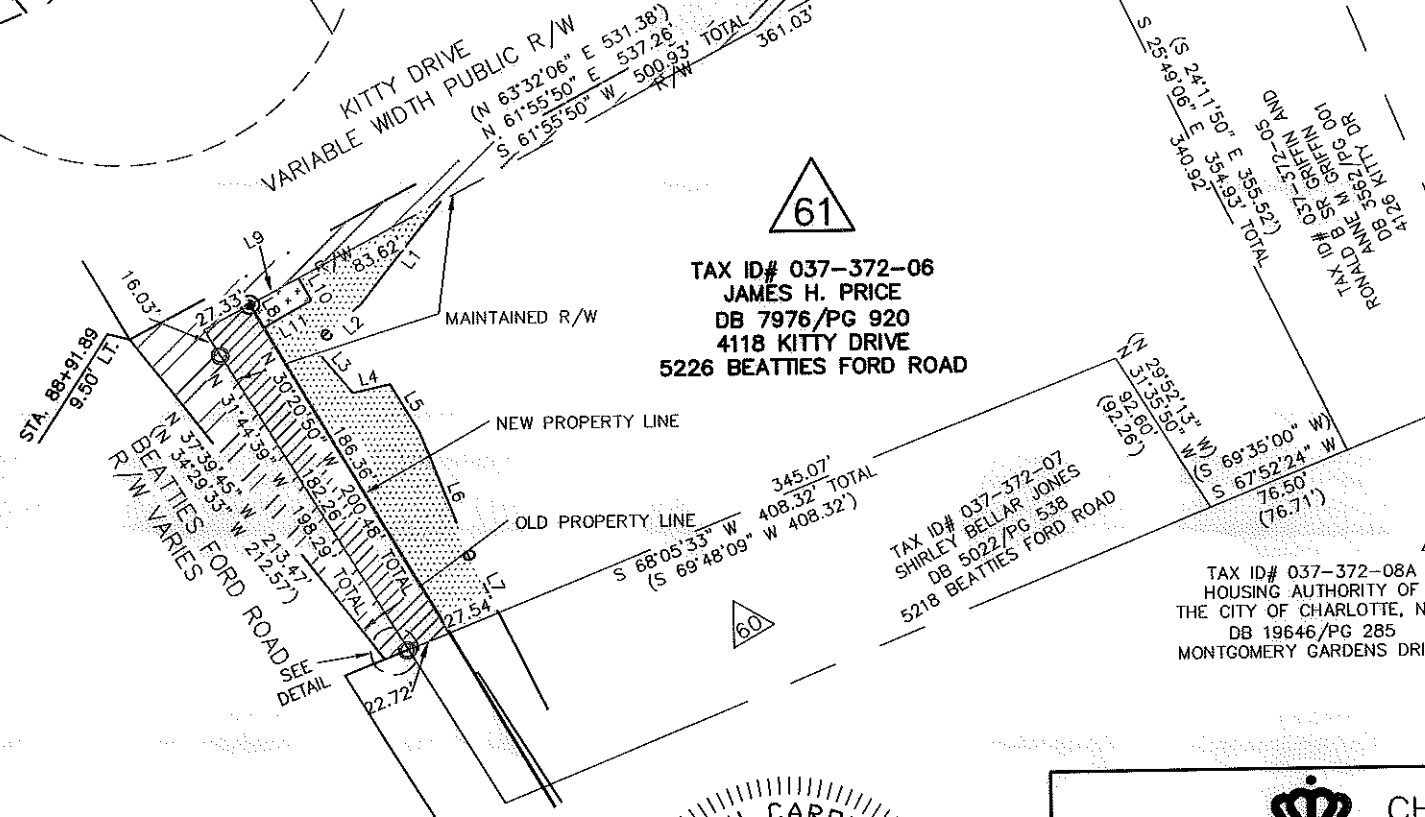 KITTY DRIVE
VARIABLE WIDTH PUBLIC R/W
(N 63°32'06" E 531.38')
N 61°55'50" E 537.26'
S 61°55'50" W 500.93' TOTAL
R/W
361.03'
S 25°49'06" E 340.92'
(S 24°11'50" E 355.52')
354.93' TOTAL
TAX ID# 037-372-05
RONALD B SR GRIFFIN AND
ANNE M GRIFFIN
DB 3562/PG 001
4126 KITTY DR
61
TAX ID# 037-372-06
JAMES H. PRICE
DB 7976/PG 920
4118 KITTY DRIVE
5226 BEATTIES FORD ROAD
L9
R/W
83.62'
L1
L10
L8
L11
e
L2
L3
L4
L5
L6
e
L7
MAINTAINED R/W
NEW PROPERTY LINE
OLD PROPERTY LINE
16.03'
27.33'
STA. 88+91.89
9.50' LT.
N 30°20'50" W 200.48' TOTAL
186.36'
N 31°44'39" W 198.29' TOTAL
182.26'
N 37°39'45" W 213.47'
(N 34°29'33" W 212.57')
BEATTIES FORD ROAD
R/W VARIES
SEE
DETAIL
22.72'
27.54'
345.07'
S 68°05'33" W 408.32' TOTAL
(S 69°48'09" W 408.32')
60
TAX ID# 037-372-07
SHIRLEY BELLAR JONES
DB 5022/PG 538
5218 BEATTIES FORD ROAD
(N 29°52'13" W)
N 31°35'50" W
92.60'
(92.26')
(S 69°35'00" W)
S 67°52'24" W
76.50'
(76.71')
TAX ID# 037-372-08A
HOUSING AUTHORITY OF
THE CITY OF CHARLOTTE, N
DB 19646/PG 285
MONTGOMERY GARDENS DRI
CARO
CH